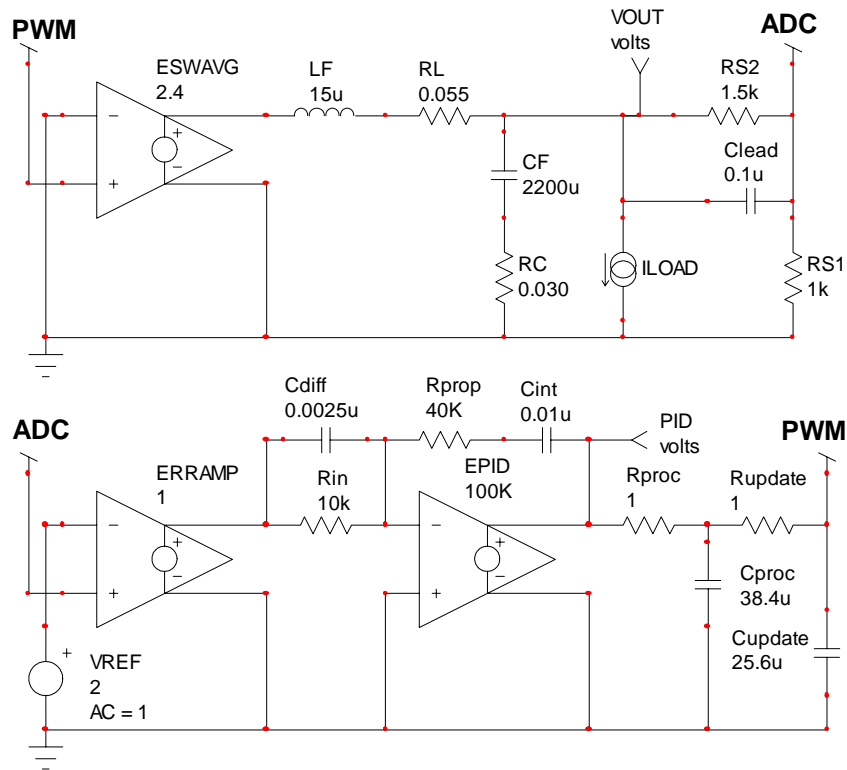 PWM
ESWAVG
2.4
LF
15u
RL
0.055
VOUT
volts
ADC
RS2
1.5k
Clead
0.1u
CF
2200u
RC
0.030
ILOAD
RS1
1k
ADC
ERRAMP
1
Cdiff
0.0025u
Rin
10k
Rprop
40K
Cint
0.01u
EPID
100K
PID
volts
PWM
Rproc
1
Rupdate
1
Cproc
38.4u
Cupdate
25.6u
VREF
2
AC = 1